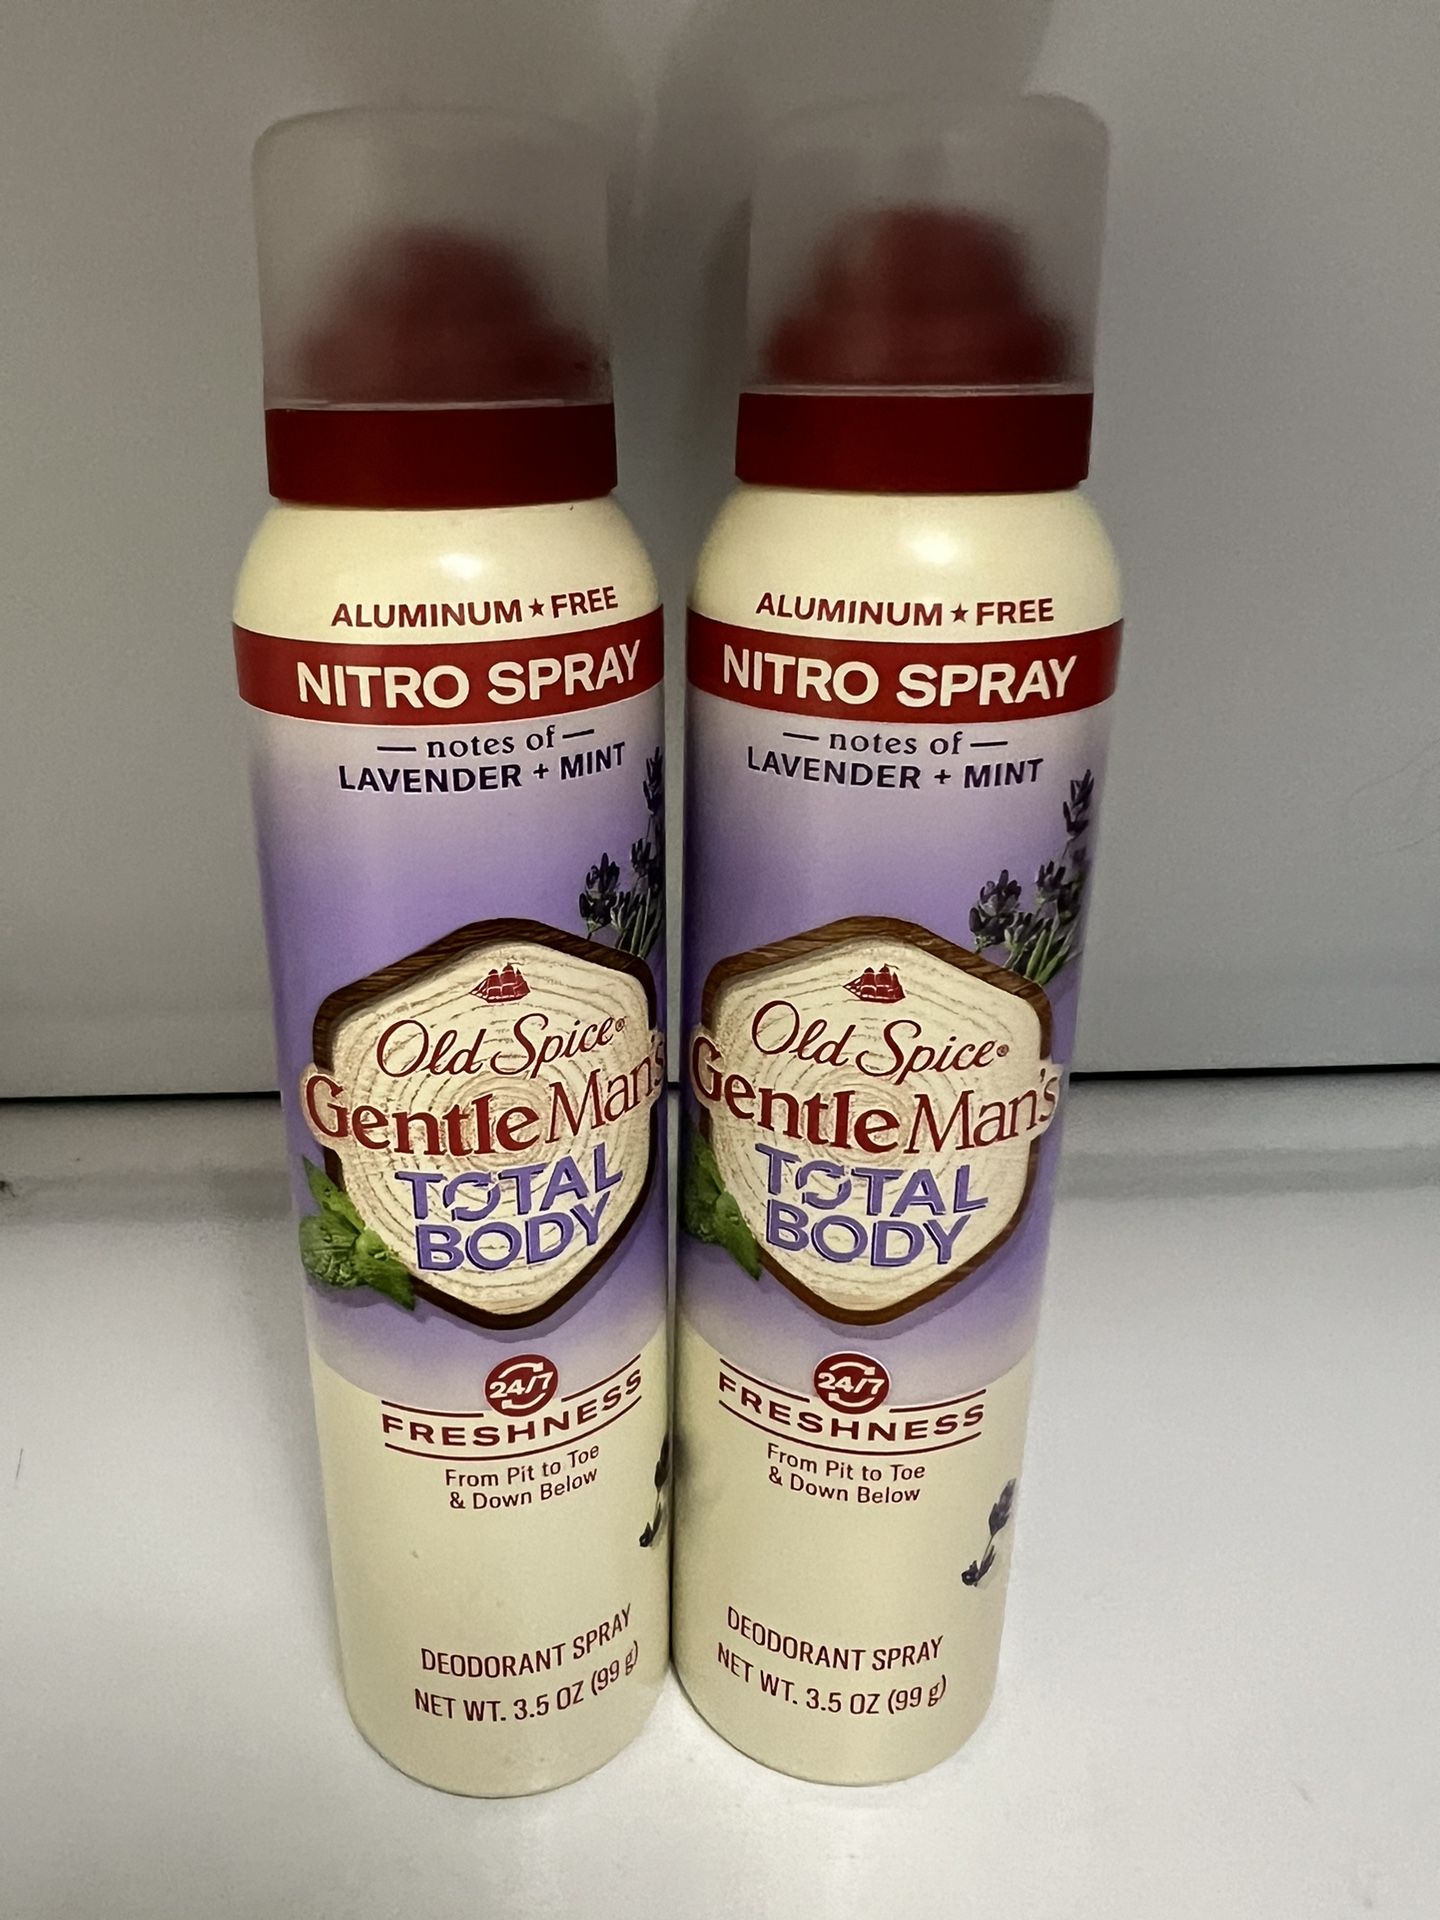 ALUMINUM★FREE
NITRO SPRAY
— notes of —
LAVENDER + MINT
Old Spice®
GentleMan's
TOTAL
BODY
24/7
FRESHNESS
From Pit to Toe
& Down Below
DEODORANT SPRAY
NET WT. 3.5 OZ (99 g)
ALUMINUM★FREE
NITRO SPRAY
— notes of —
LAVENDER + MINT
Old Spice®
GentleMan's
TOTAL
BODY
24/7
FRESHNESS
From Pit to Toe
& Down Below
DEODORANT SPRAY
NET WT. 3.5 OZ (99 g)